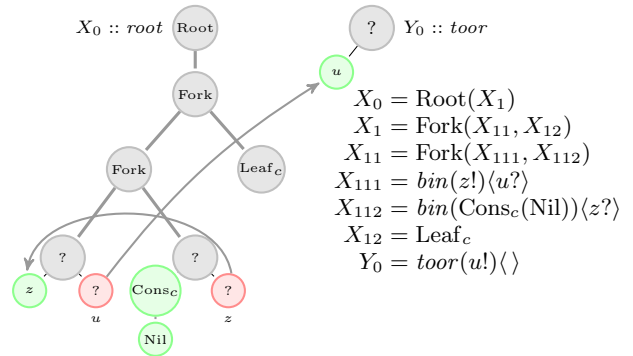 X₀ :: root
Root
?
Y₀ :: toor
u
Fork
Fork
Leaf_c
?
?
z
?
u
Cons_c
?
z
Nil
X₀ = Root(X₁)
X₁ = Fork(X₁₁, X₁₂)
X₁₁ = Fork(X₁₁₁, X₁₁₂)
X₁₁₁ = bin(z!)⟨u?⟩
X₁₁₂ = bin(Cons_c(Nil))⟨z?⟩
X₁₂ = Leaf_c
Y₀ = toor(u!)⟨ ⟩